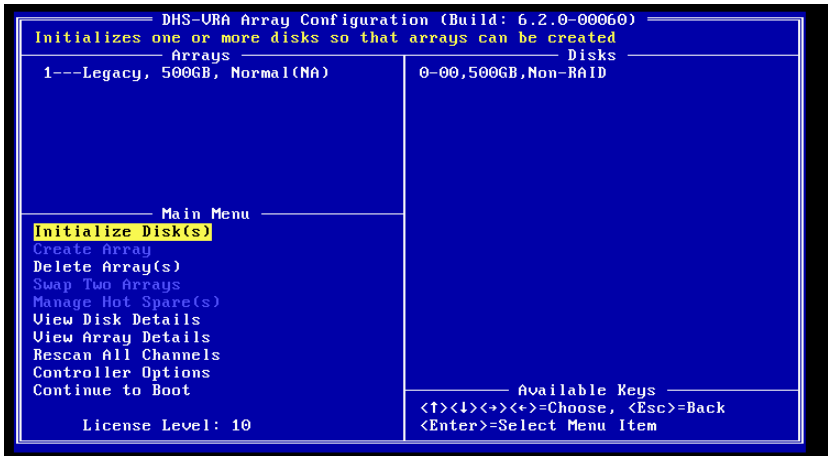 DHS-VRA Array Configuration (Build: 6.2.0-00060)
Initializes one or more disks so that arrays can be created
Arrays
1---Legacy, 500GB, Normal(NA)
Disks
0-00,500GB,Non-RAID
Main Menu
Initialize Disk(s)
Create Array
Delete Array(s)
Swap Two Arrays
Manage Hot Spare(s)
View Disk Details
View Array Details
Rescan All Channels
Controller Options
Continue to Boot
License Level: 10
Available Keys
<↑><↓><→><←>=Choose, <Esc>=Back
<Enter>=Select Menu Item